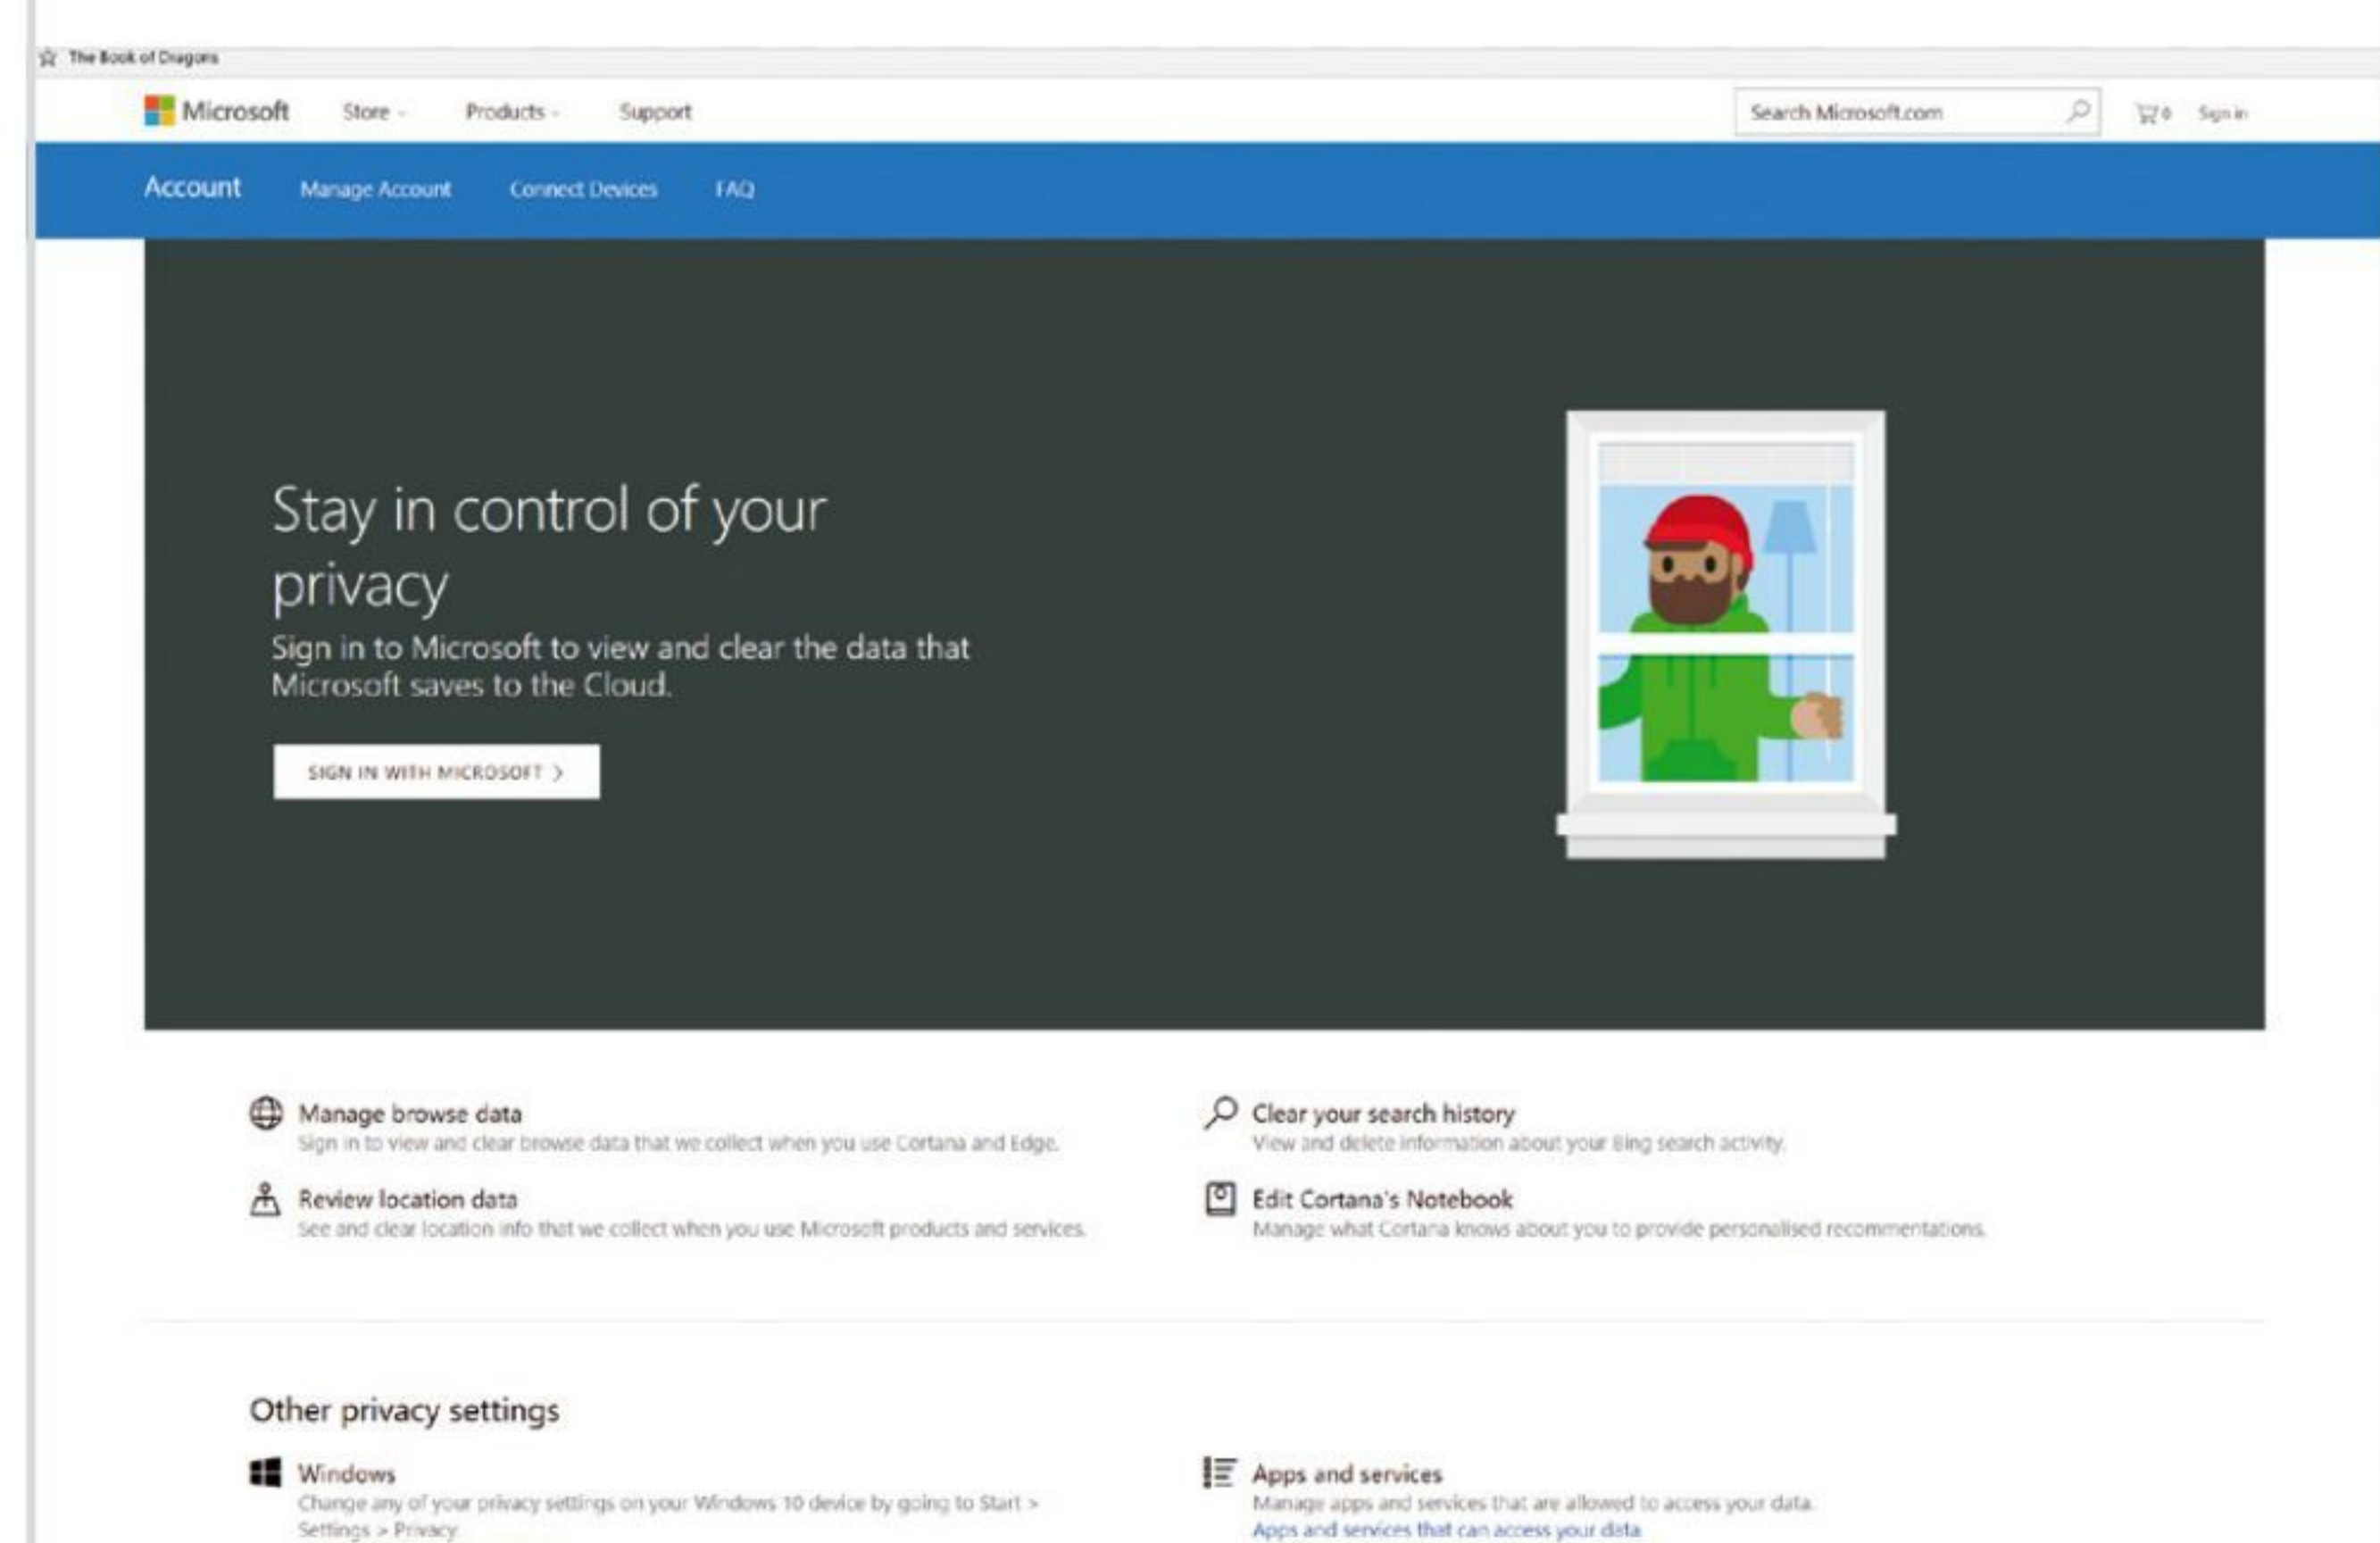 The Book of Dragons
Microsoft Store Products Support Search Microsoft.com 0 Sign in
Account Manage Account Connect Devices FAQ
Stay in control of your
privacy
Sign in to Microsoft to view and clear the data that
Microsoft saves to the Cloud.
SIGN IN WITH MICROSOFT >
Manage browse data
Sign in to view and clear browse data that we collect when you use Cortana and Edge.
Clear your search history
View and delete information about your Bing search activity.
Review location data
See and clear location info that we collect when you use Microsoft products and services.
Edit Cortana's Notebook
Manage what Cortana knows about you to provide personalised recommentations.
Other privacy settings
Windows
Change any of your privacy settings on your Windows 10 device by going to Start >
Settings > Privacy.
Apps and services
Manage apps and services that are allowed to access your data.
Apps and services that can access your data